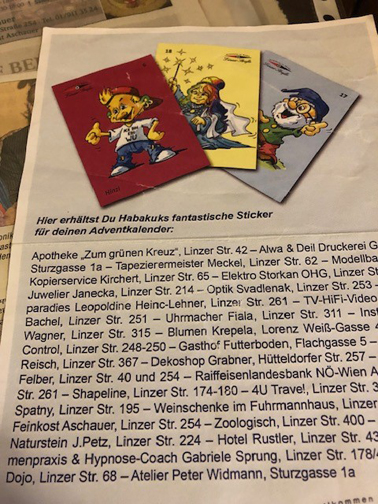 18
17
Hier erhältst Du Habakuks fantastische Sticker
für deinen Adventkalender:
Apotheke „Zum grünen Kreuz", Linzer Str. 42 – Alwa & Deil Druckerei G
Sturzgasse 1a – Tapezierermeister Meckel, Linzer Str. 62 – Modellba
Kopierservice Kirchert, Linzer Str. 65 – Elektro Storkan OHG, Linzer St
Juwelier Janecka, Linzer Str. 214 – Optik Svadlenak, Linzer Str. 253 –
paradies Leopoldine Heinc-Lehner, Linzer Str. 261 – TV-HiFi-Video
Bachel, Linzer Str. 251 – Uhrmacher Fiala, Linzer Str. 311 – Inst
Wagner, Linzer Str. 315 – Blumen Krepela, Lorenz Weiß-Gasse 4
Control, Linzer Str. 248-250 – Gasthof Futterboden, Flachgasse 5 –
Reisch, Linzer Str. 367 – Dekoshop Grabner, Hütteldorfer Str. 257 –
Felber, Linzer Str. 40 und 254 – Raiffeisenlandesbank NÖ-Wien A
Str. 261 – Shapeline, Linzer Str. 174-180 – 4U Travel, Linzer Str. 3
Spatny, Linzer Str. 195 – Weinschenke im Fuhrmannhaus, Linze
Feinkost Aschauer, Linzer Str. 254 – Zoologisch, Linzer Str. 400 –
Naturstein J.Petz, Linzer Str. 224 – Hotel Rustler, Linzer Str. 43
menpraxis & Hypnose-Coach Gabriele Sprung, Linzer Str. 178/4
Dojo, Linzer Str. 68 – Atelier Peter Widmann, Sturzgasse 1a